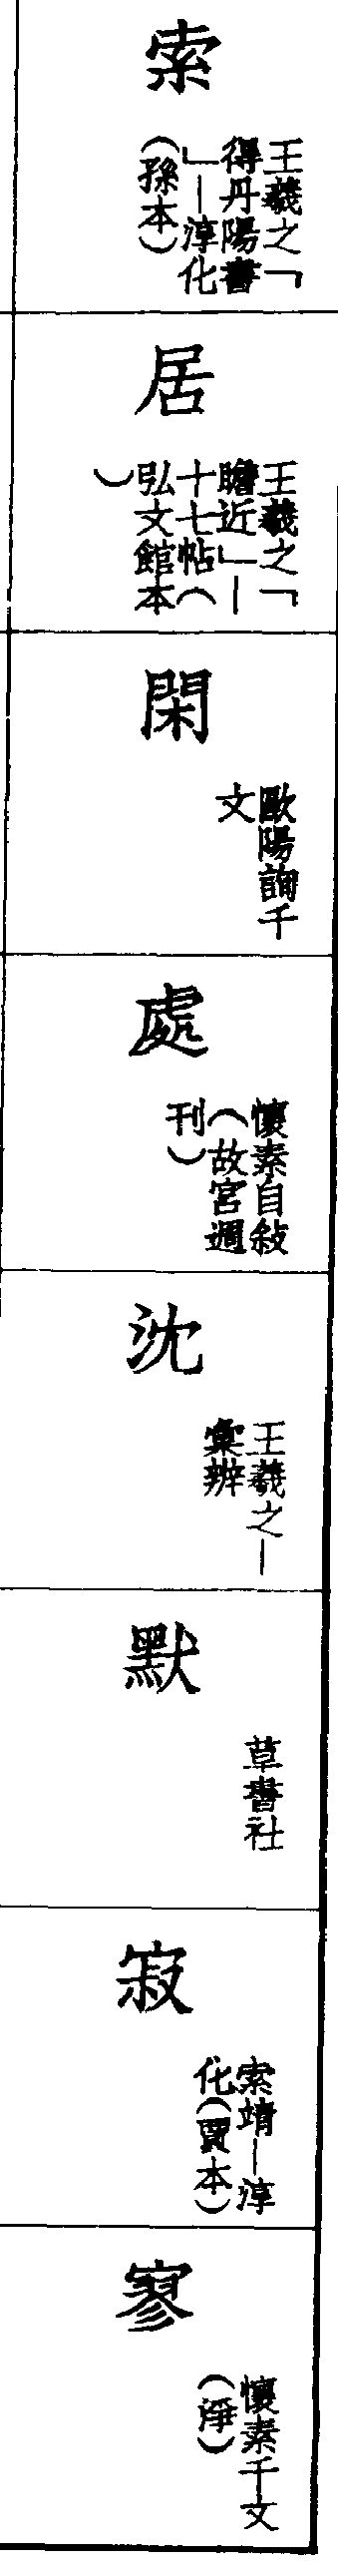 索
王羲之「
得丹陽書
」—淳化
(孫本)
居
王羲之「
瞻近」—
十七帖(
弘文館本
)
閑
歐陽詢千
文
處
懷素自敍
(故宮週
刊)
沈
王羲之—
彙辨
默
草書社
寂
索靖—淳
化(賈本)
寥
懷素千文
(淨)